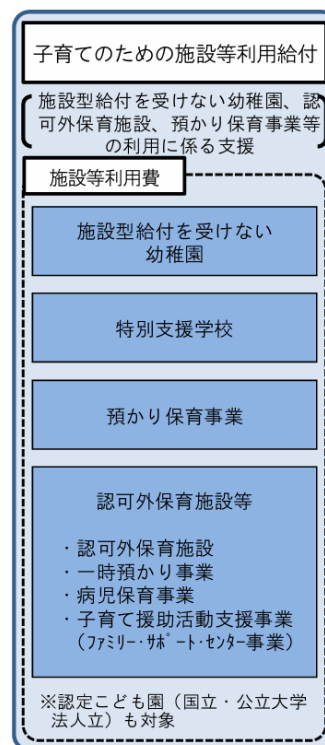 子育てのための施設等利用給付
施設型給付を受けない幼稚園、認
可外保育施設、預かり保育事業等
の利用に係る支援
施設等利用費
施設型給付を受けない
幼稚園
特別支援学校
預かり保育事業
認可外保育施設等
・認可外保育施設
・一時預かり事業
・病児保育事業
・子育て援助活動支援事業
（ﾌｧﾐﾘｰ･ｻﾎﾟｰﾄ･ｾﾝﾀｰ事業）
※認定こども園（国立・公立大学
法人立）も対象